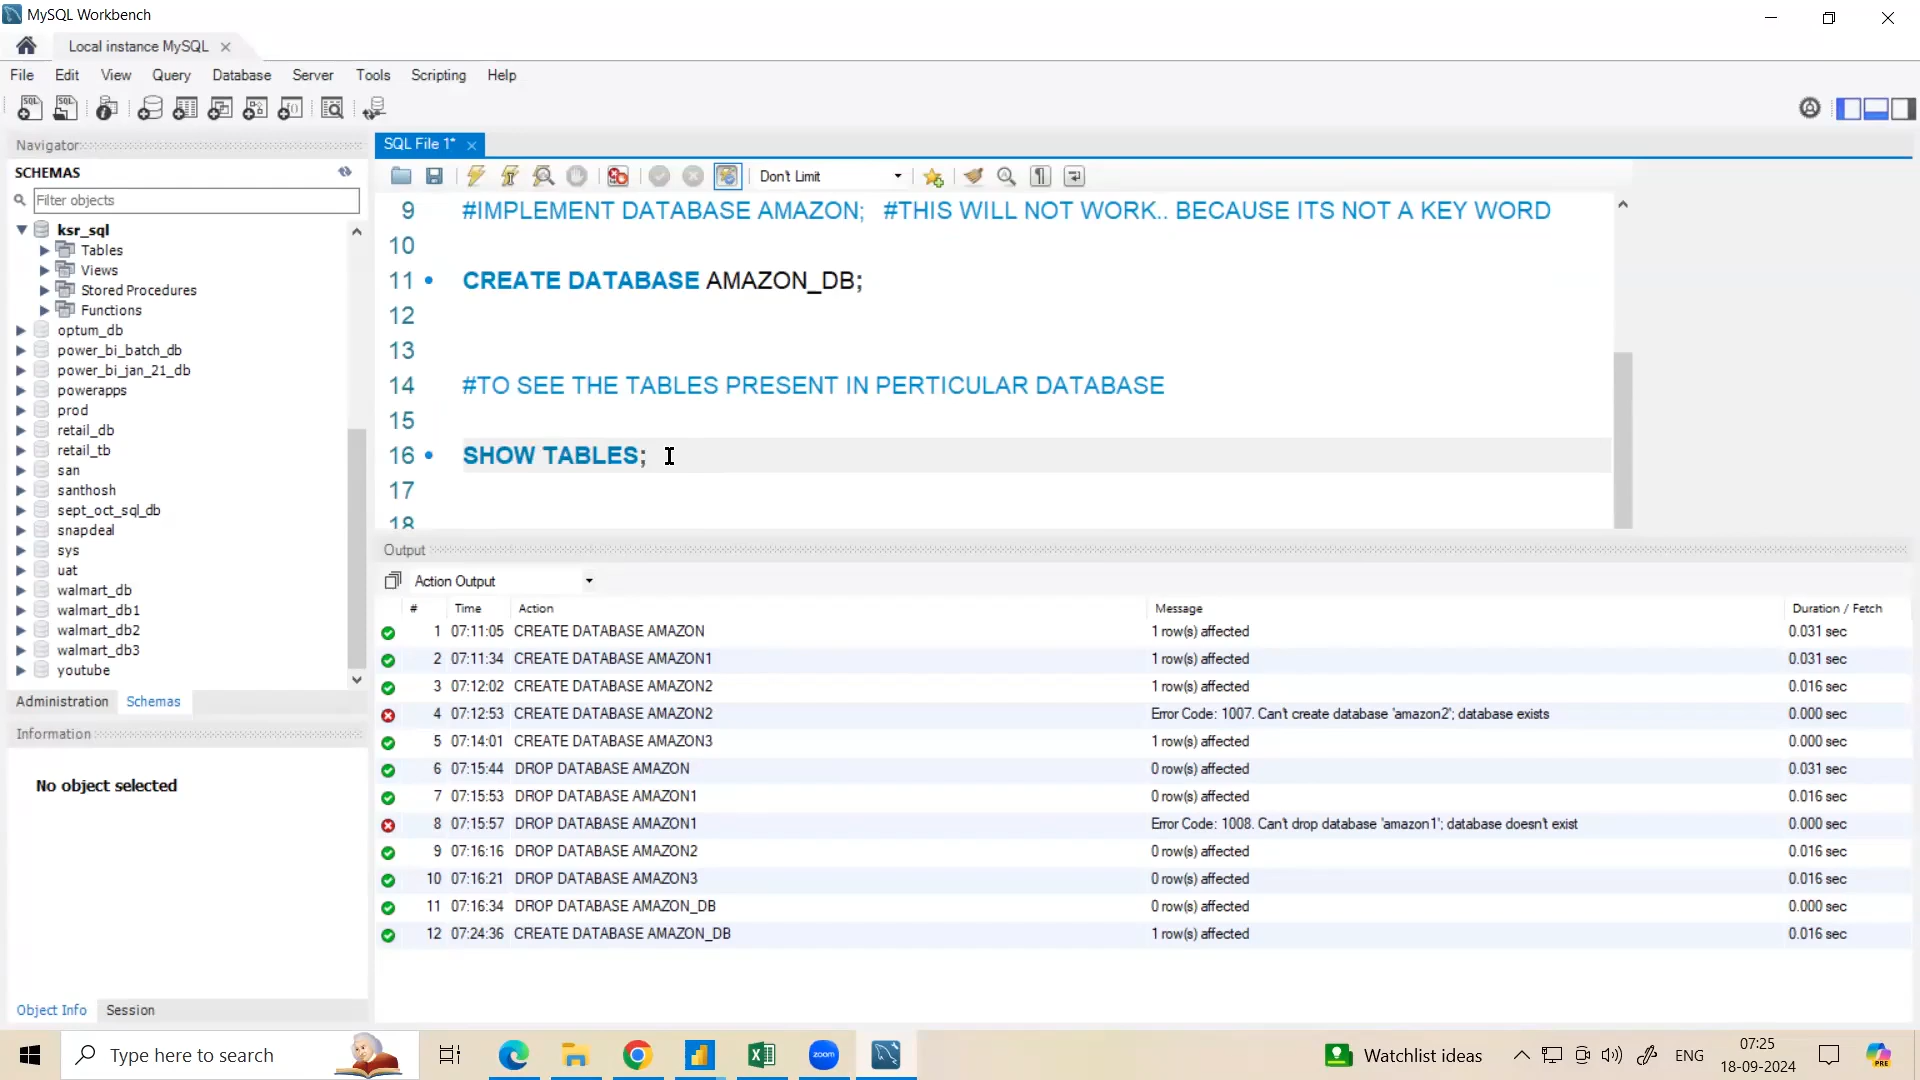 MySQL Workbench
Local instance MySQL
File Edit View Query Database Server Tools Scripting Help
Navigator
SCHEMAS
Filter objects
ksr_sql
Tables
Views
Stored Procedures
Functions
optum_db
power_bi_batch_db
power_bi_jan_21_db
powerapps
prod
retail_db
retail_tb
san
santhosh
sept_oct_sql_db
snapdeal
sys
uat
walmart_db
walmart_db1
walmart_db2
walmart_db3
youtube
Administration Schemas
Information
No object selected
Object Info Session
SQL File 1*
Don't Limit
9 #IMPLEMENT DATABASE AMAZON; #THIS WILL NOT WORK.. BECAUSE ITS NOT A KEY WORD
10
11 CREATE DATABASE AMAZON_DB;
12
13
14 #TO SEE THE TABLES PRESENT IN PERTICULAR DATABASE
15
16 SHOW TABLES;
17
18
Output
Action Output
# Time Action Message Duration / Fetch
1 07:11:05 CREATE DATABASE AMAZON 1 row(s) affected 0.031 sec
2 07:11:34 CREATE DATABASE AMAZON1 1 row(s) affected 0.031 sec
3 07:12:02 CREATE DATABASE AMAZON2 1 row(s) affected 0.016 sec
4 07:12:53 CREATE DATABASE AMAZON2 Error Code: 1007. Can't create database 'amazon2'; database exists 0.000 sec
5 07:14:01 CREATE DATABASE AMAZON3 1 row(s) affected 0.000 sec
6 07:15:44 DROP DATABASE AMAZON 0 row(s) affected 0.031 sec
7 07:15:53 DROP DATABASE AMAZON1 0 row(s) affected 0.016 sec
8 07:15:57 DROP DATABASE AMAZON1 Error Code: 1008. Can't drop database 'amazon1'; database doesn't exist 0.000 sec
9 07:16:16 DROP DATABASE AMAZON2 0 row(s) affected 0.016 sec
10 07:16:21 DROP DATABASE AMAZON3 0 row(s) affected 0.016 sec
11 07:16:34 DROP DATABASE AMAZON_DB 0 row(s) affected 0.000 sec
12 07:24:36 CREATE DATABASE AMAZON_DB 1 row(s) affected 0.016 sec
Type here to search
zoom
Watchlist ideas
ENG
07:25
18-09-2024
PRE